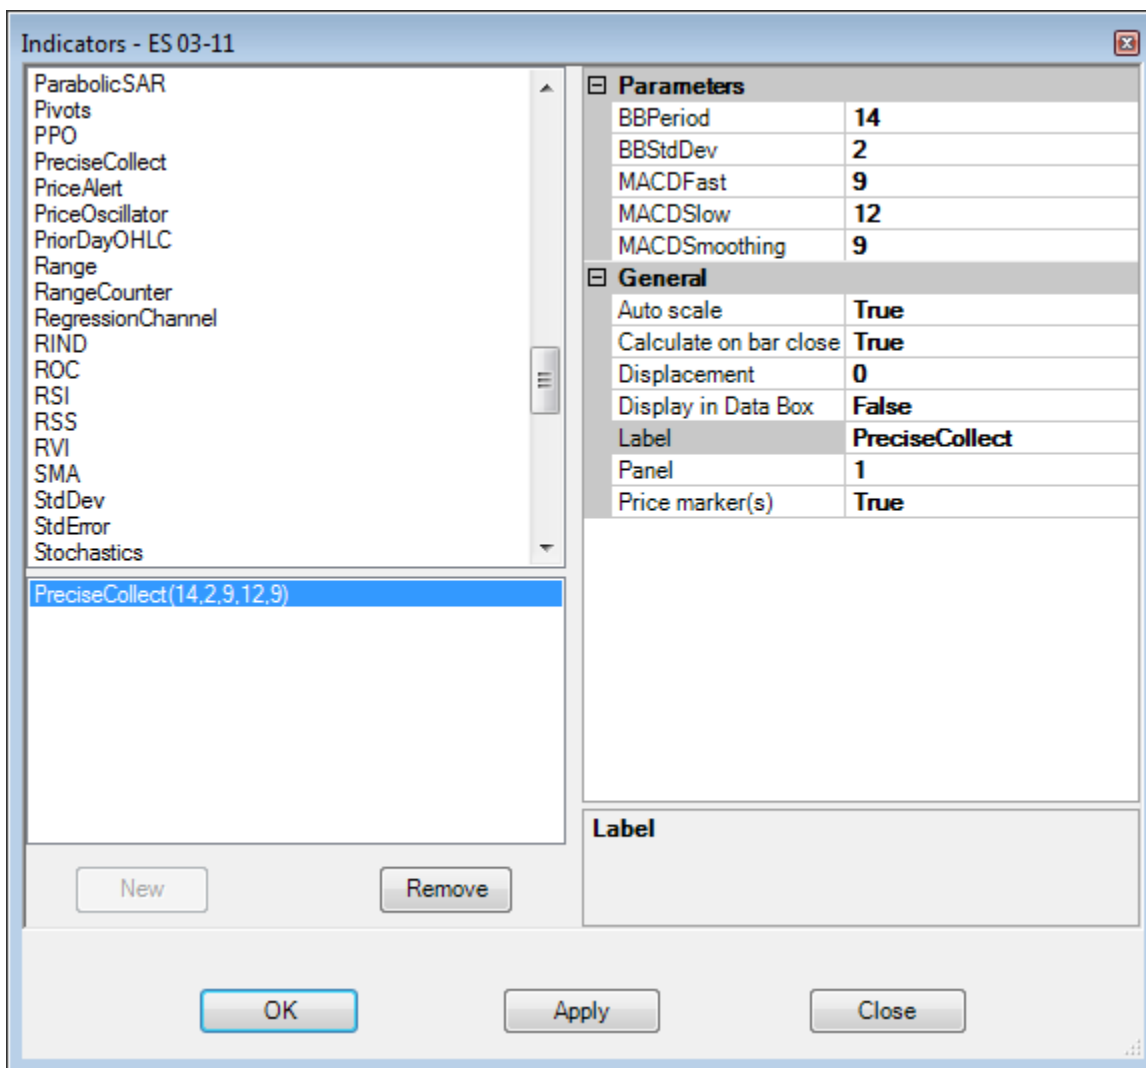 Indicators - ES 03-11
ParabolicSAR
Pivots
PPO
PreciseCollect
PriceAlert
PriceOscillator
PriorDayOHLC
Range
RangeCounter
RegressionChannel
RIND
ROC
RSI
RSS
RVI
SMA
StdDev
StdError
Stochastics
PreciseCollect(14,2,9,12,9)
New
Remove
Parameters
BBPeriod 14
BBStdDev 2
MACDFast 9
MACDSlow 12
MACDSmoothing 9
General
Auto scale True
Calculate on bar close True
Displacement 0
Display in Data Box False
Label PreciseCollect
Panel 1
Price marker(s) True
Label
OK
Apply
Close